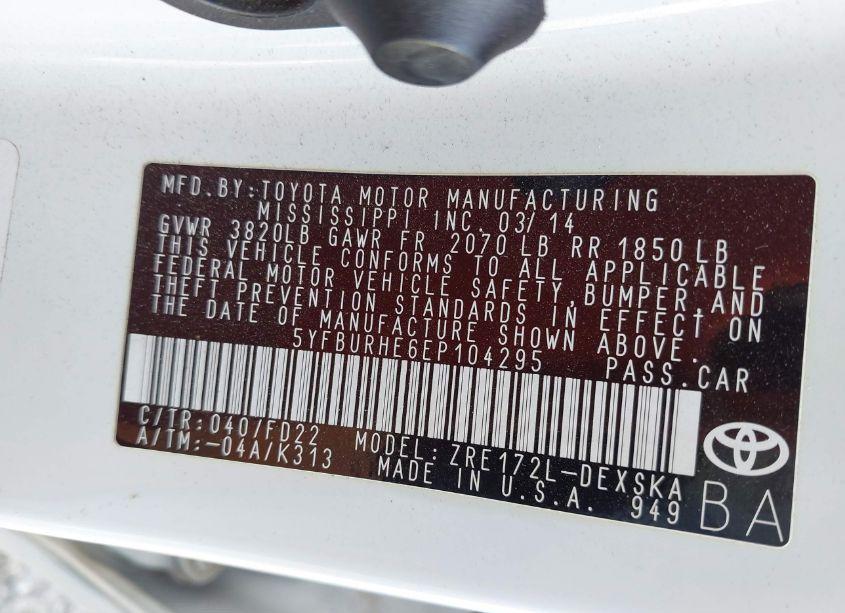 MFD. BY: TOYOTA MOTOR MANUFACTURING
MISSISSIPPI INC. 03/14
GVWR 3820LB GAWR FR 2070 LB RR 1850 LB
THIS VEHICLE CONFORMS TO ALL APPLICABLE
FEDERAL MOTOR VEHICLE SAFETY, BUMPER, AND
THEFT PREVENTION STANDARDS IN EFFECT ON
THE DATE OF MANUFACTURE SHOWN ABOVE.
5YFBURHE6EP104295 PASS.CAR
C/TR: 040/FD22 MODEL: ZRE172L-DEXSKA
A/TM: -04A/K313 MADE IN U.S.A. 949
BA